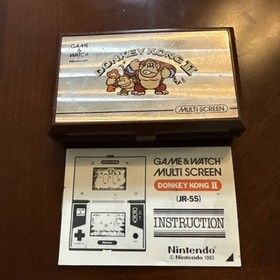 GAME &
WATCH
Nintendo
DONKEY KONG II
MULTI SCREEN
GAME & WATCH
MULTI SCREEN
DONKEY KONG II
(JR-55)
INSTRUCTION
Nintendo
© Nintendo 1983